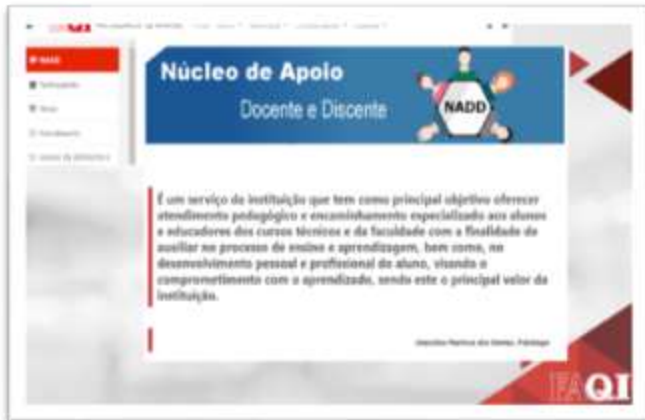 NADD
Núcleo de Apoio
Docente e Discente
NADD
É um serviço da instituição que tem como principal objetivo oferecer
atendimento pedagógico e encaminhamento especializado aos alunos
e educadores dos cursos técnicos e da faculdade com a finalidade de
auxiliar no processo de ensino e aprendizagem, bem como, no
desenvolvimento pessoal e profissional do aluno, visando o
comprometimento com o aprendizado, sendo este o principal valor da
instituição.
FAQI